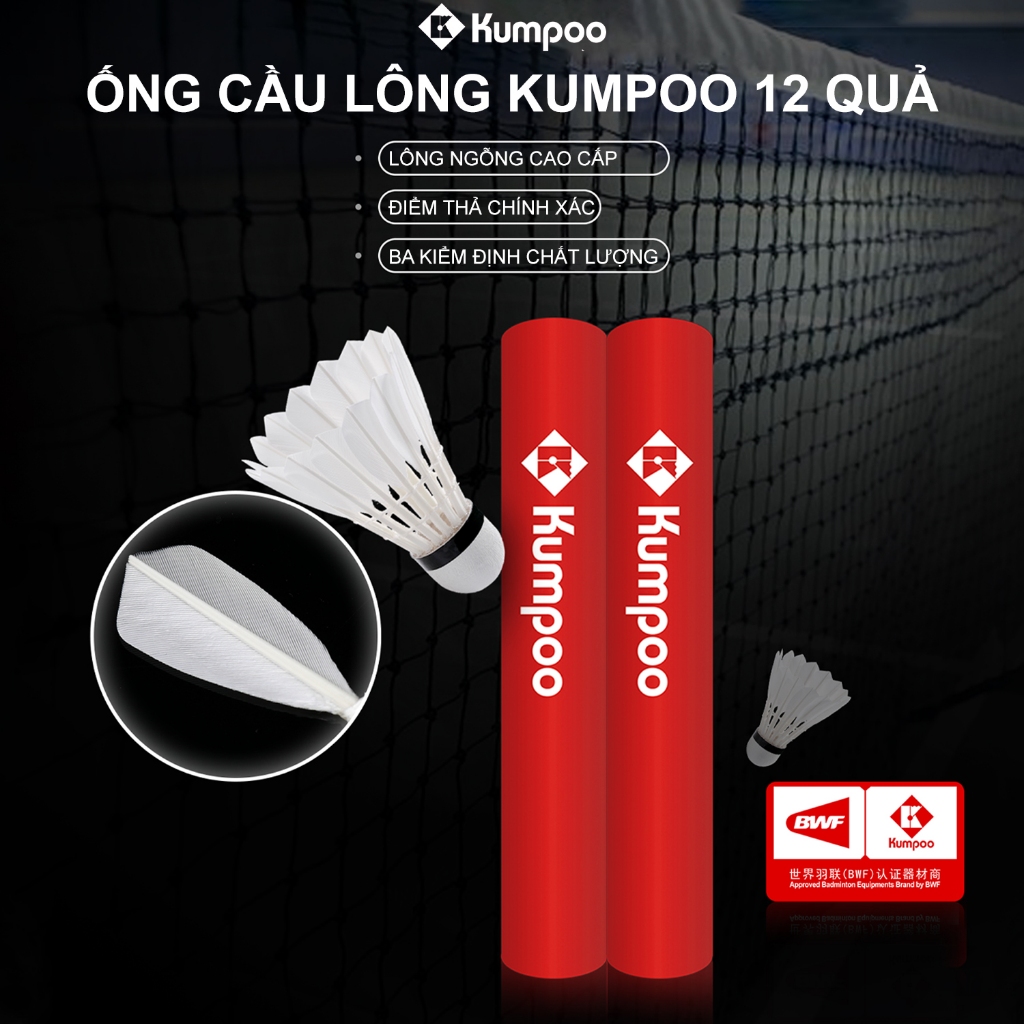 Kumpoo
ỐNG CẦU LÔNG KUMPOO 12 QUẢ
LÔNG NGỖNG CAO CẤP
ĐIỂM THẢ CHÍNH XÁC
BA KIỂM ĐỊNH CHẤT LƯỢNG
Kumpoo
Kumpoo
BWF
Kumpoo
世界羽联(BWF)认证器材商
Approved Badminton Equipments Brand by BWF